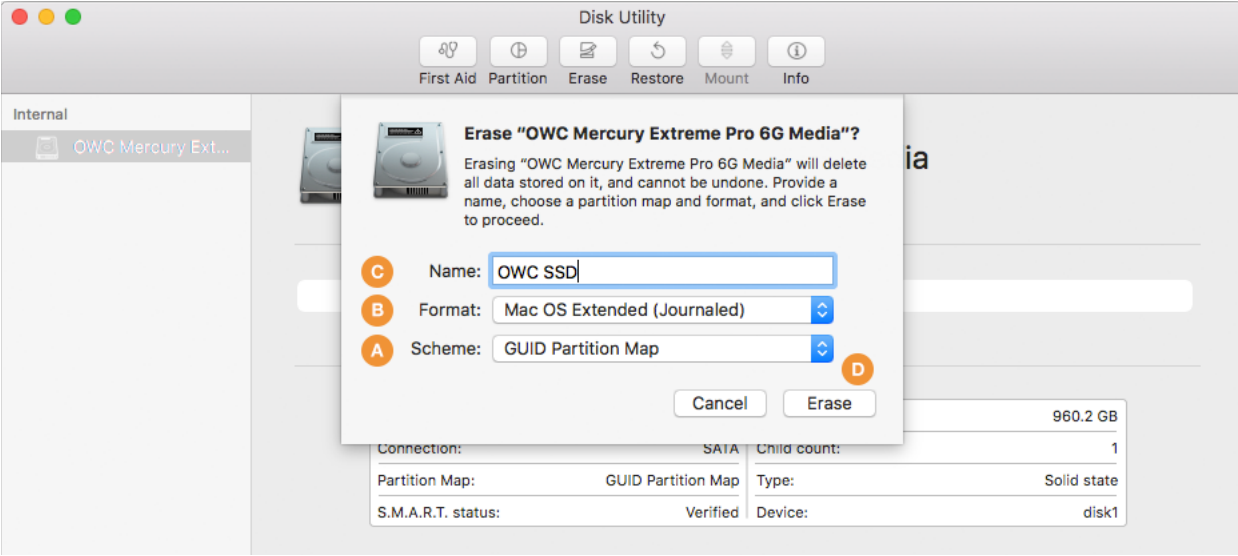 Disk Utility
First Aid Partition Erase Restore Mount Info
Internal
OWC Mercury Ext...
ia
Erase “OWC Mercury Extreme Pro 6G Media”?
Erasing “OWC Mercury Extreme Pro 6G Media” will delete
all data stored on it, and cannot be undone. Provide a
name, choose a partition map and format, and click Erase
to proceed.
C Name: OWC SSD
B Format: Mac OS Extended (Journaled)
A Scheme: GUID Partition Map
D
Cancel Erase
960.2 GB
Connection: SATA Child count: 1
Partition Map: GUID Partition Map Type: Solid state
S.M.A.R.T. status: Verified Device: disk1